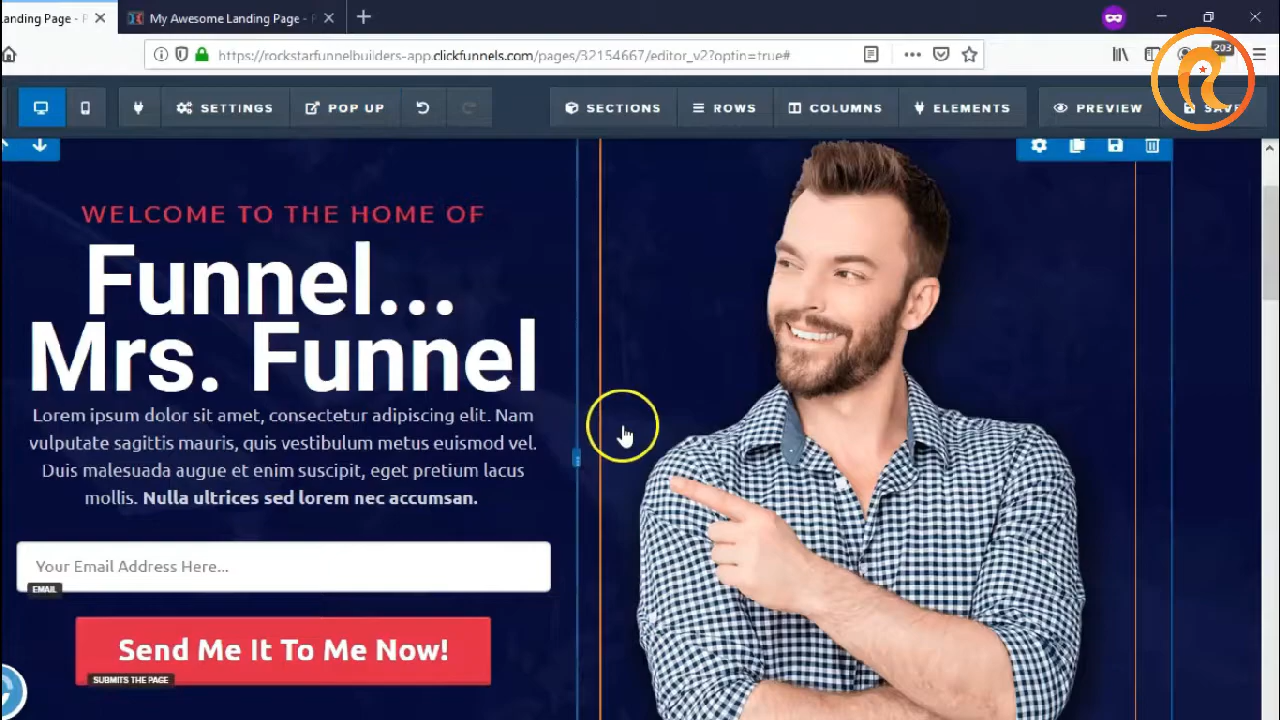 anding Page -
My Awesome Landing Page -
https://rockstarfunnelbuilders-app.clickfunnels.com/pages/32154667/editor_v2?optin=true#
203
SETTINGS
POP UP
SECTIONS
ROWS
COLUMNS
ELEMENTS
PREVIEW
WELCOME TO THE HOME OF
Funnel...
Mrs. Funnel
Lorem ipsum dolor sit amet, consectetur adipiscing elit. Nam
vulputate sagittis mauris, quis vestibulum metus euismod vel.
Duis malesuada augue et enim suscipit, eget pretium lacus
mollis. Nulla ultrices sed lorem nec accumsan.
Your Email Address Here...
EMAIL
Send Me It To Me Now!
SUBMITS THE PAGE